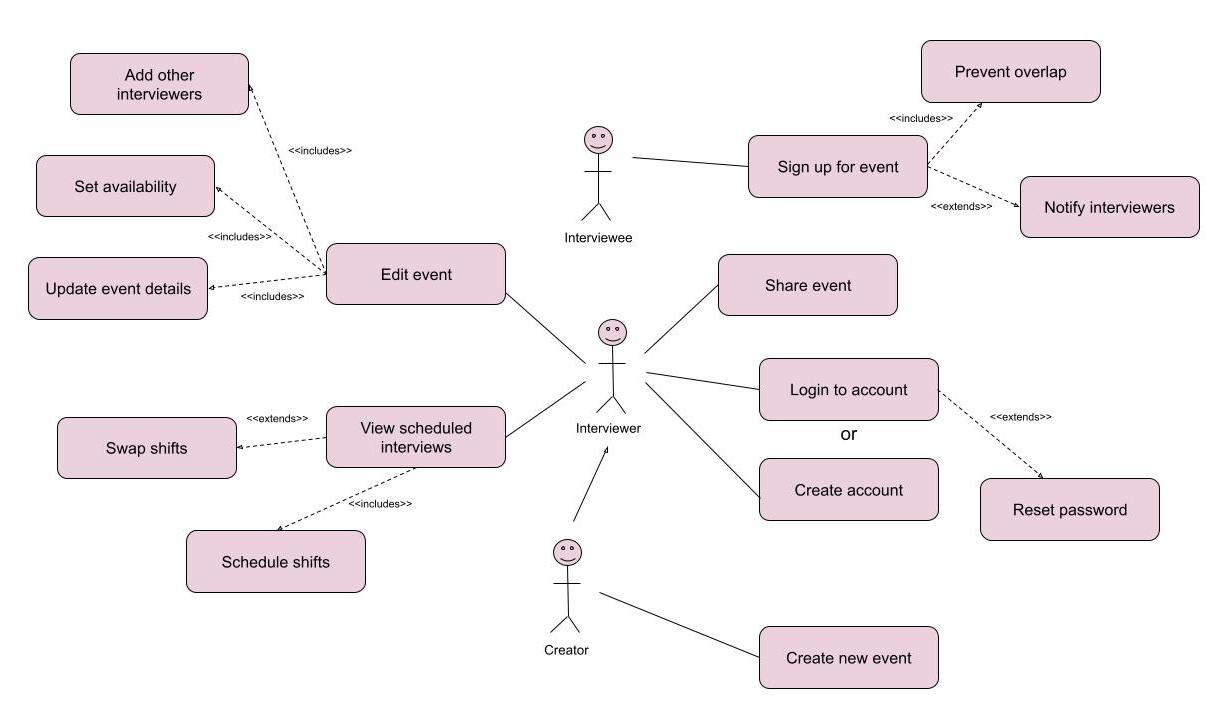 Add other
interviewers
<<includes>>
Set availability
<<includes>>
Update event details
<<includes>>
Edit event
Interviewee
Sign up for event
<<includes>>
Prevent overlap
<<extends>>
Notify interviewers
Share event
Interviewer
Login to account
or
Create account
<<extends>>
Reset password
View scheduled
interviews
<<extends>>
Swap shifts
<<includes>>
Schedule shifts
Creator
Create new event